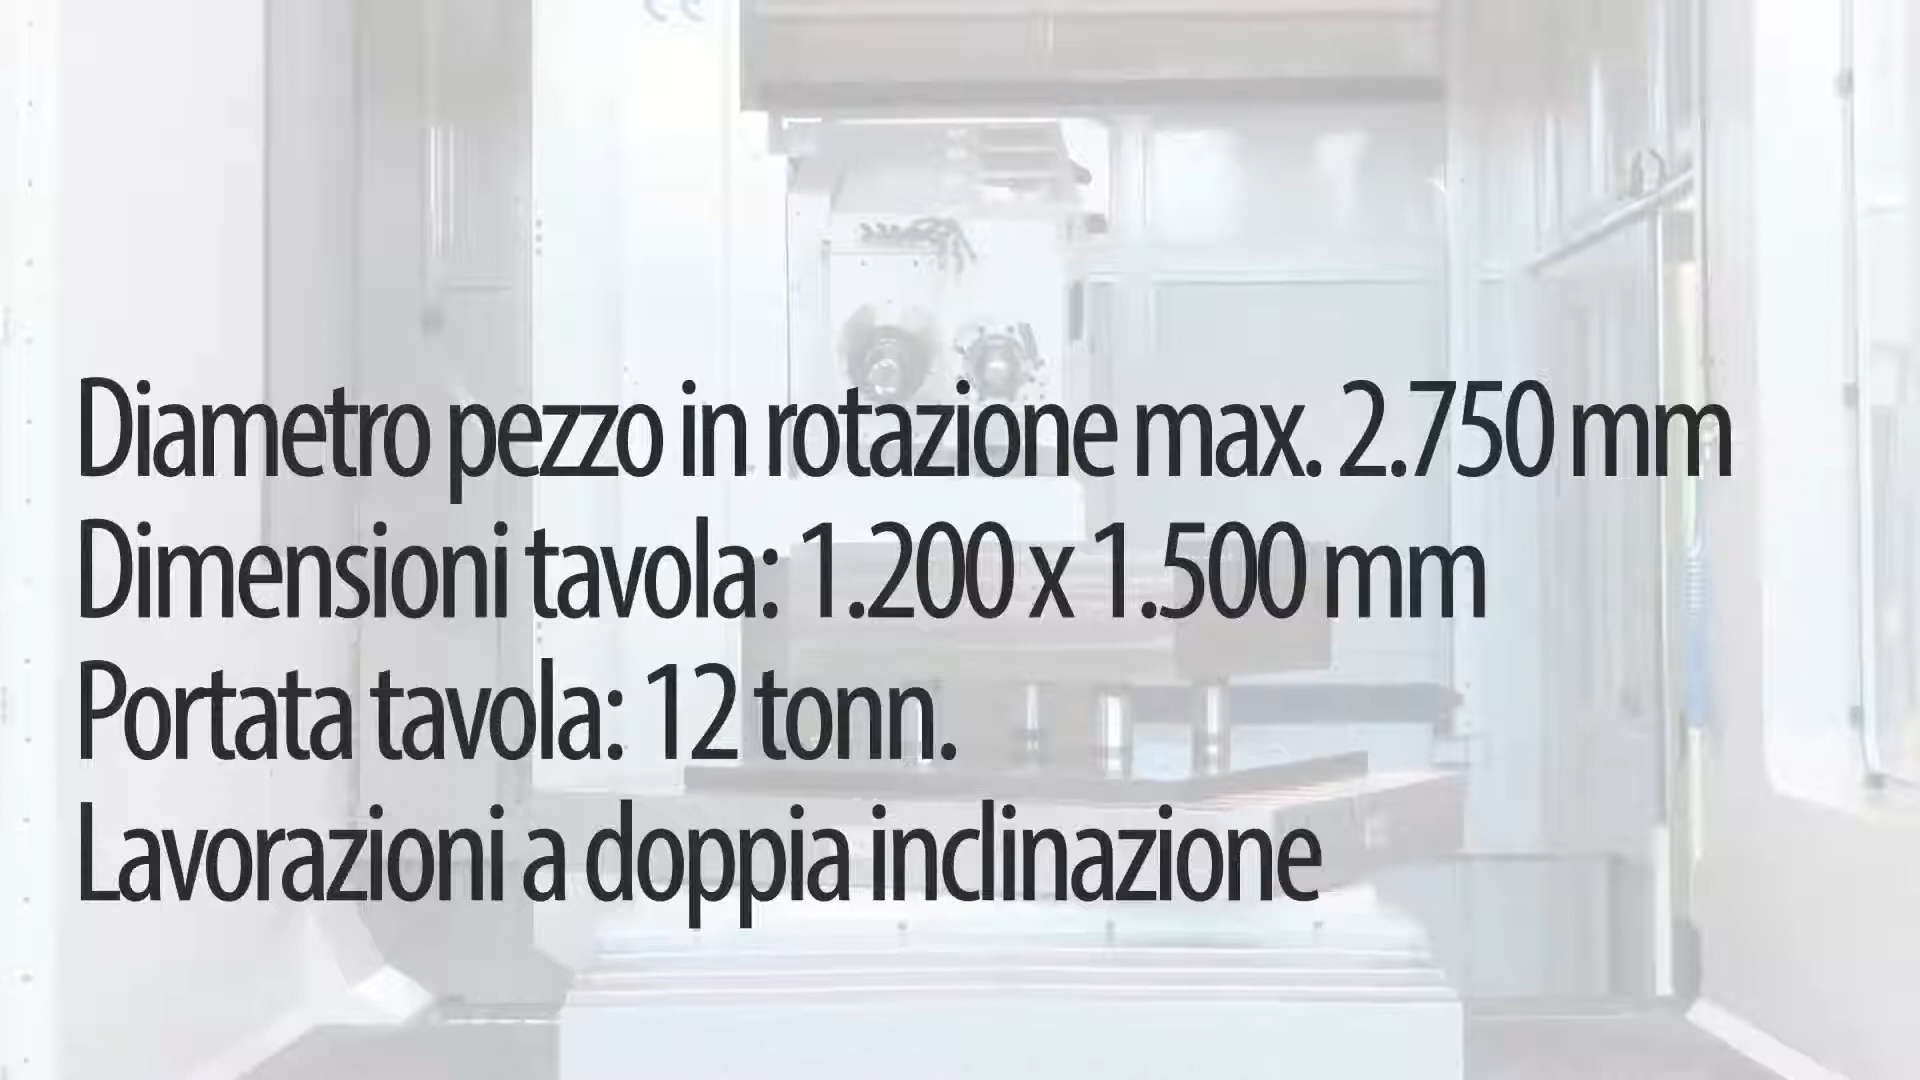 Diametro pezzo in rotazione max. 2.750 mm
Dimensioni tavola: 1.200 x 1.500 mm
Portata tavola: 12 tonn.
Lavorazioni a doppia inclinazione